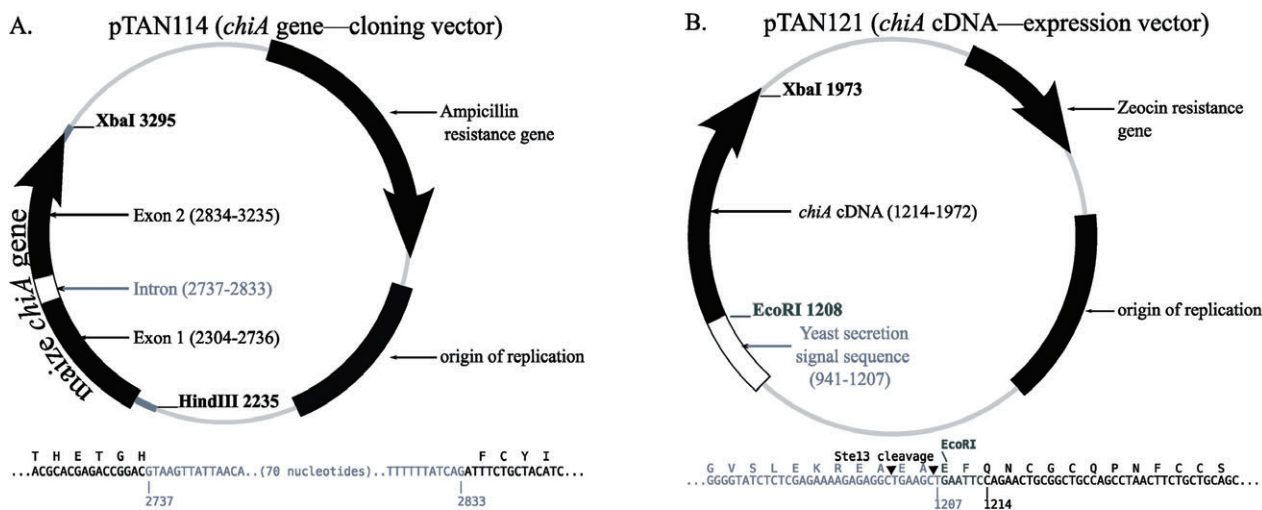 A. pTAN114 (chiA gene—cloning vector)
XbaI 3295
Ampicillin
resistance gene
Exon 2 (2834-3235)
maize chiA gene
Intron (2737-2833)
Exon 1 (2304-2736)
origin of replication
HindIII 2235
T H E T G H F C Y I
...ACGCACGAGACCGGACGTAAGTTATTAACA..(70 nucleotides)..TTTTTTATCAGATTTCTGCTACATC...
2737 2833
B. pTAN121 (chiA cDNA—expression vector)
XbaI 1973
Zeocin resistance
gene
chiA cDNA (1214-1972)
EcoRI 1208
Yeast secretion
signal sequence
(941-1207)
origin of replication
EcoRI
Ste13 cleavage
G V S L E K R E A E A E F Q N C G C Q P N F C C S
...GGGGTATCTCTCGAGAAAAGAGAGGCTGAAGCTGAATTCCAGAACTGCGGCTGCCAGCCTAACTTCTGCTGCAGC...
1207 1214